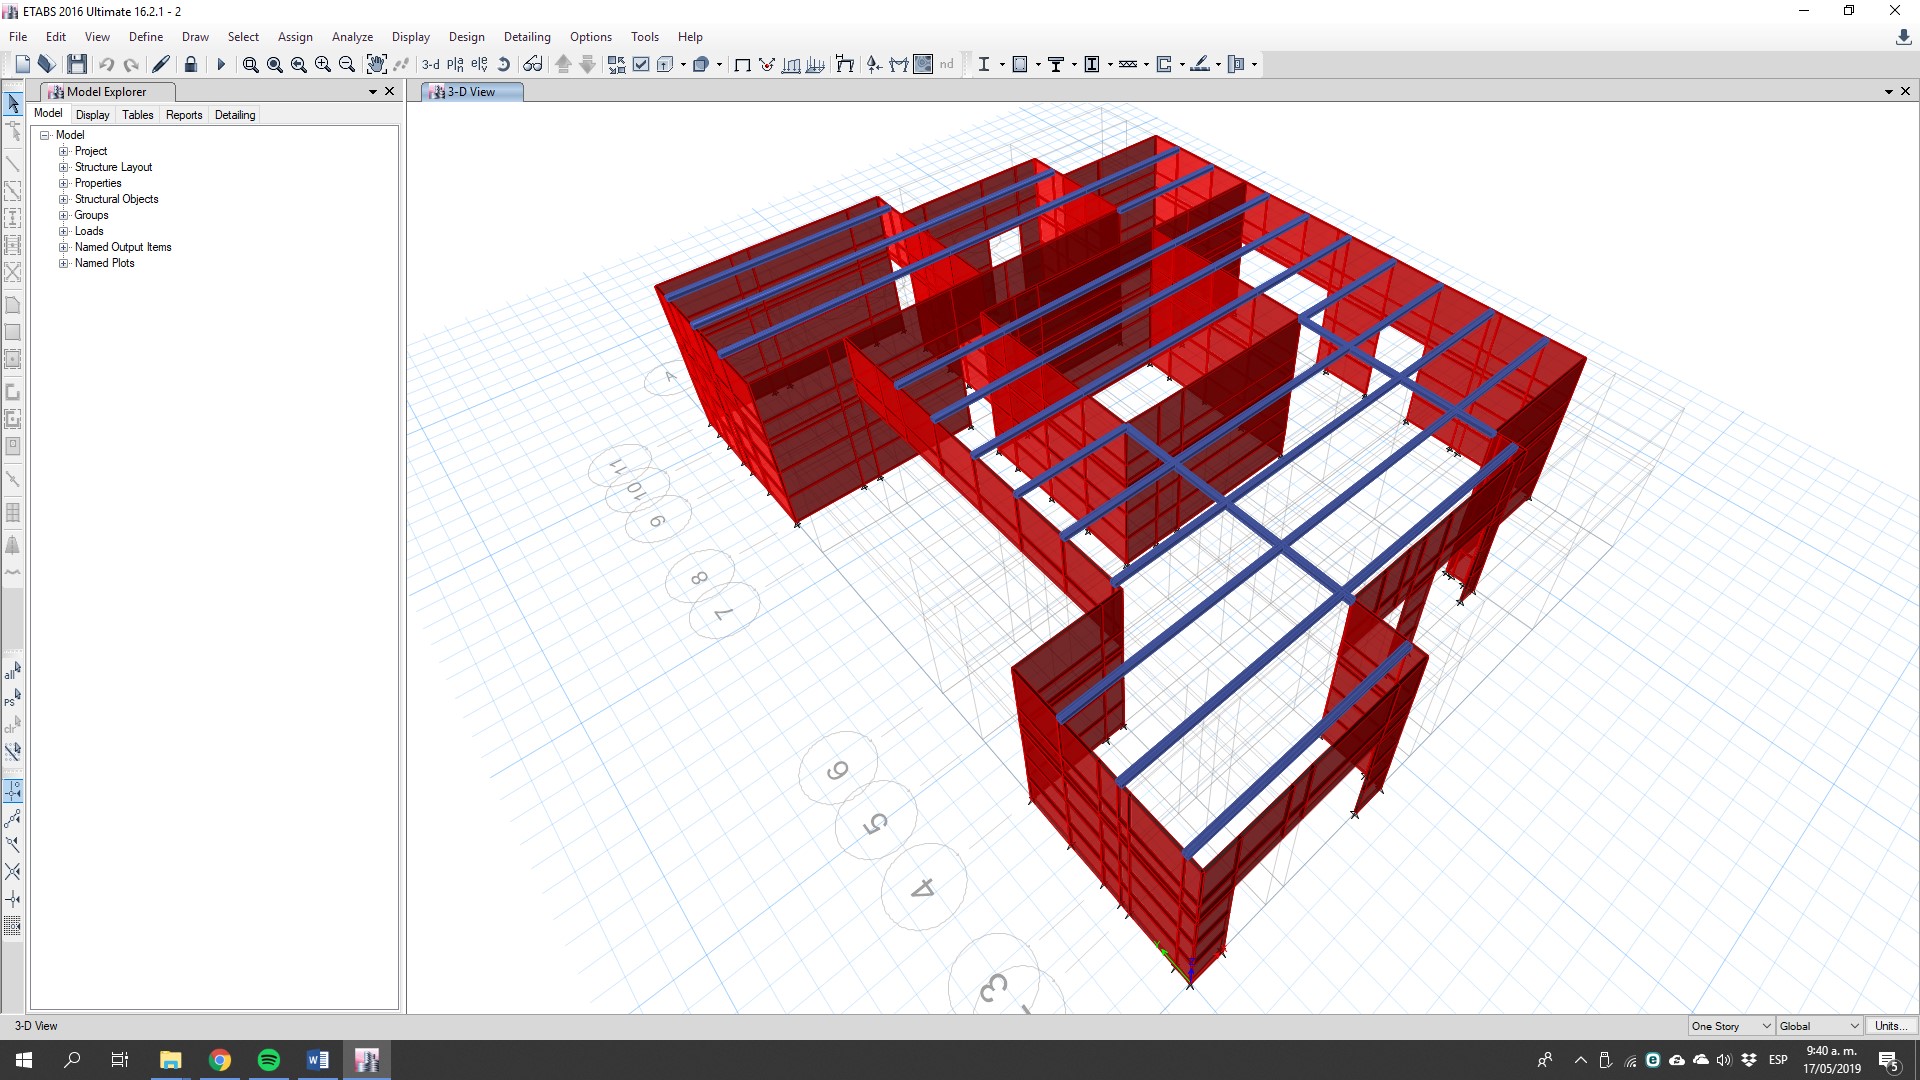 ETABS 2016 Ultimate 16.2.1 - 2
File Edit View Define Draw Select Assign Analyze Display Design Detailing Options Tools Help
3-d pla ele nd
Model Explorer
3-D View
Model Display Tables Reports Detailing
Model
Project
Structure Layout
Properties
Structural Objects
Groups
Loads
Named Output Items
Named Plots
all
ps
clr
A
11
10
9
8
7
6
5
4
3
3-D View
One Story
Global
Units...
ESP
9:40 a. m.
17/05/2019
5